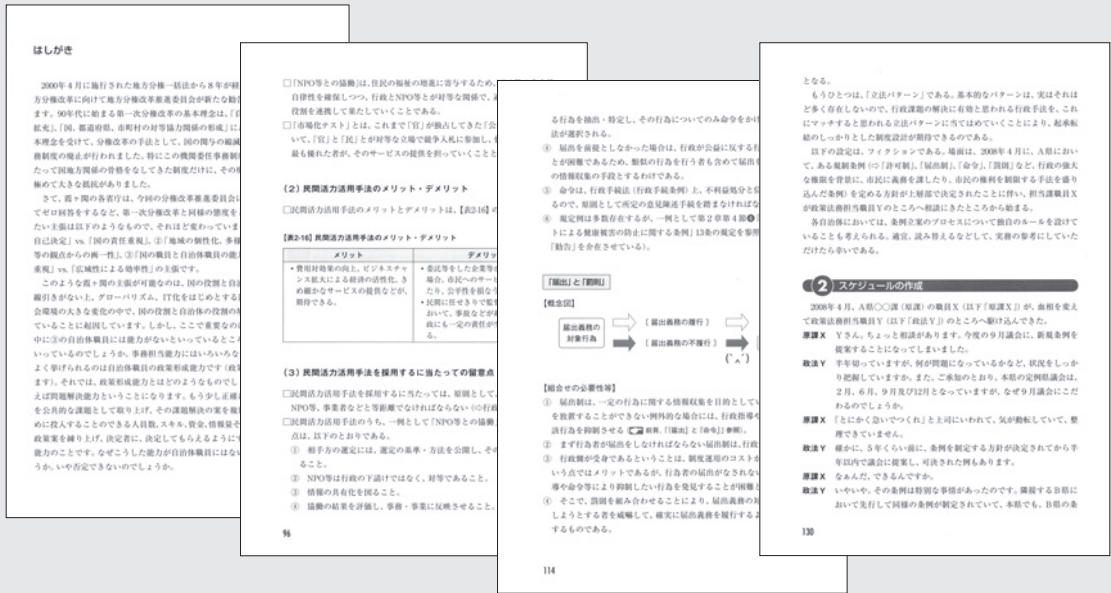 はしがき
2000年4月に施行された地方分権一括法から8年が経
方分権改革に向けて地方分権改革推進委員会が新たな勧
ます。90年代に始まる第一次分権改革の基本理念は、「自
拡充」、「国、都道府県、市町村の対等協力関係の形成」に
本理念を受けて、分権改革の手法として、国の関与の縮減
務制度の廃止が行われました。特にこの機関委任事務制
たって国地方関係の骨格をなしてきた制度だけに、その
極めて大きな抵抗がありました。
さて、霞ヶ関の各省庁は、今回の分権改革推進委員会に
てゼロ回答をするなど、第一次分権改革と同様の態度を
たい主張は以下のようなもので、それほど変わっていま
自己決定」vs.「国の責任重視」、②「地域の個性化、多様
等の観点からの画一性」、③「国の職員と自治体職員の能
重視」vs.「広域性による効率性」の主張です。
このような霞ヶ関の主張が可能なのは、国の役割と自治
線引きがない上、グローバリズム、IT化をはじめとする
会環境の大きな変化の中で、国の役割と自治体の役割の
ていることに起因しています。しかし、ここで重要なの
中に③の自治体職員には能力がないといっているところ
いっているのでしょうか。事務担当能力にはいろいろな
よく挙げられるのは自治体職員の政策形成能力です（政
ます）。それでは、政策形成能力とはどのようなものでし
えば問題解決能力ということになります。もう少し正確
を公共的な課題として取り上げ、その課題解決の案を複
めに投入することのできる人員数、スキル、資金、情報量そ
政策案を練り上げ、決定者に、決定してもらえるように
能力のことです。なぜこうした能力が自治体職員にはな
うか。いや否定できないのでしょうか。
□「NPO等との協働」は、住民の福祉の増進に寄与するため、
自律性を確保しつつ、行政とNPO等とが対等な関係で、
役割を連携して果たしていくことである。
□「市場化テスト」とは、これまで「官」が独占してきた「公
いて、「官」と「民」とが対等な立場で競争入札に参加し、
最も優れた者が、そのサービスの提供を担っていくことと
（2）民間活力活用手法のメリット・デメリット
□民間活力活用手法のメリットとデメリットは、【表2-16】の
【表2-16】民間活力活用手法のメリット・デメリット
メリット
デメリッ
・費用対効果の向上、ビジネスチャ
ンス拡大による経済の活性化、き
め細かなサービスの提供などが、
期待できる。
・委託等をした企業等が
場合、市民へのサービ
たり、公平性を損なう
・民間に任せきりで監
おいて、事故などがあ
政にも一定の責任が
る。
（3）民間活力活用手法を採用するに当たっての留意点
□民間活力活用手法を採用するに当たっては、原則として、
NPO等、事業者などと等距離でなければならない（⇨行政
□民間活力活用手法のうち、一例として「NPO等との協働」
点は、以下のとおりである。
① 相手方の選定には、選定の基準・方法を公開し、その
ること。
② NPO等は行政の下請けではなく、対等であること。
③ 情報の共有化を図ること。
④ 協働の結果を評価し、事務・事業に反映させること。
96
る行為を抽出・特定し、その行為についてのみ命令をかけ
法が選択される。
④ 届出を前提としなかった場合は、行政が公益に反する行
とが困難であるため、類似の行為を行う者も含めて届出を
の情報収集の手段とするわけである。
⑤ 命令は、行政手続法（行政手続条例）上、不利益処分と位
るので、原則として所定の意見陳述手続を踏まなければな
⑥ 規定例は多数存在するが、一例として第2章第4節❹
トによる健康被害の防止に関する条例」13条の規定を参照
「勧告」を介在させている）。
「届出」と「罰則」
【概念図】
届出義務の
対象行為
〔届出義務の履行〕
〔届出義務の不履行〕
【組合せの必要性等】
① 届出制は、一定の行為に関する情報収集を目的としてい
を放置することができない例外的な場合には、行政指導や
該行為を抑制させる（前頁、「「届出」と「命令」」参照）。
② まず行為者が届出をしなければならない届出制は、行政
③ 行政側が受身であるということは、制度運用のコストか
いう点ではメリットであるが、行為者の届出がなされない
導や命令等により抑制したい行為を発見することが困難と
④ そこで、罰則を組み合わせることにより、届出義務の対
しようとする者を威嚇して、確実に届出義務を履行するよ
するものである。
114
となる。
もうひとつは、「立法パターン」である。基本的なパターンは、実はそれほ
ど多く存在しないので、行政課題の解決に有効と思われる行政手法を、これ
にマッチすると思われる立法パターンに当てはめていくことにより、起承転
結のしっかりとした制度設計が期待できるのである。
以下の設定は、フィクションである。場面は、2008年4月に、A県におい
て、ある規制条例（⇨「許可制」、「届出制」、「命令」、「罰則」など、行政の強大
な権限を背景に、市民に義務を課したり、市民の権利を制限する手法を盛り
込んだ条例）を定める方針が上層部で決定されたことに伴い、担当課職員X
が政策法務担当職員Yのところへ相談にきたところから始まる。
各自治体においては、条例立案のプロセスについて独自のルールを設けて
いることも考えられる。適宜、読み替えるなどして、実務の参考にしていた
だけたら幸いである。
2 スケジュールの作成
2008年4月、A県○○課（原課）の職員X（以下「原課X」）が、血相を変え
て政策法務担当職員Y（以下「政法Y」）のところへ駆け込んできた。
原課X Yさん。ちょっと相談があります。今度の9月議会に、新規条例を
提案することになってしまいました。
政法Y 半年切っていますが、何が問題になっているかなど、状況をしっか
り把握していますか。また、ご承知のとおり、本県の定例県議会は、
2月、6月、9月及び12月となっていますが、なぜ9月議会にこだ
わるのでしょうか。
原課X 「とにかく急いでつくれ」と上司にいわれて、気が動転していて、整
理できていません。
政法Y 確かに、5年くらい前に、条例を制定する方針が決定されてから半
年以内で議会に提案し、可決された例もあります。
原課X なぁんだ、できるんですか。
政法Y いやいや、その条例は特別な事情があったのです。隣接するB県に
おいて先行して同様の条例が制定されていて、本県でも、B県の条
130